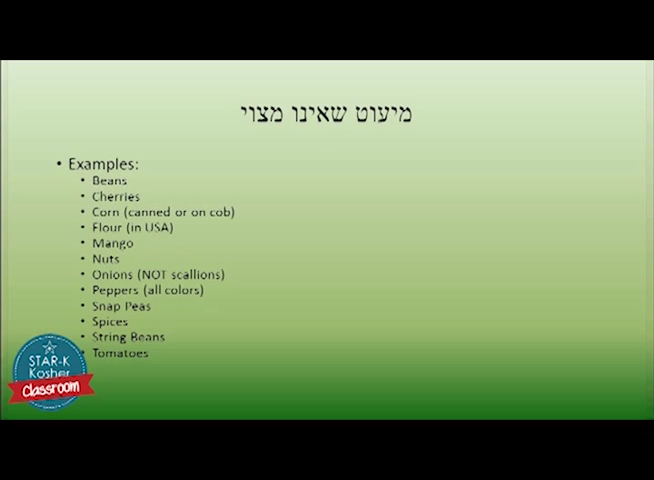 מיעוט שאינו מצוי
• Examples:
• Beans
• Cherries
• Corn (canned or on cob)
• Flour (in USA)
• Mango
• Nuts
• Onions (NOT scallions)
• Peppers (all colors)
• Snap Peas
• Spices
• String Beans
• Tomatoes
STAR-K
Kosher
Classroom